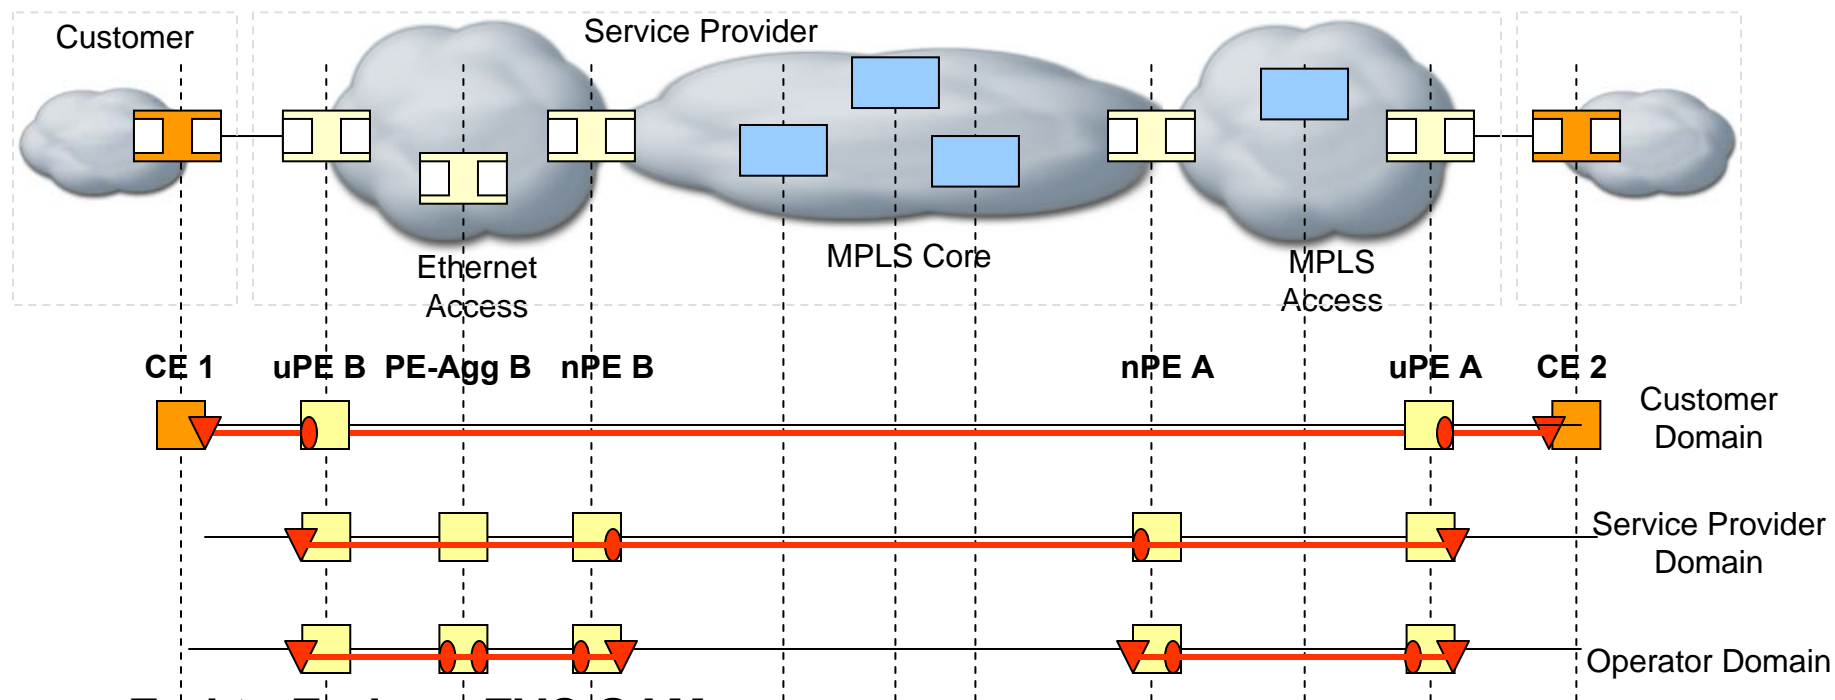 Customer
Service Provider
Ethernet
Access
MPLS Core
MPLS
Access
CE 1
uPE B
PE-Agg B
nPE B
nPE A
uPE A
CE 2
Customer
Domain
Service Provider
Domain
Operator Domain